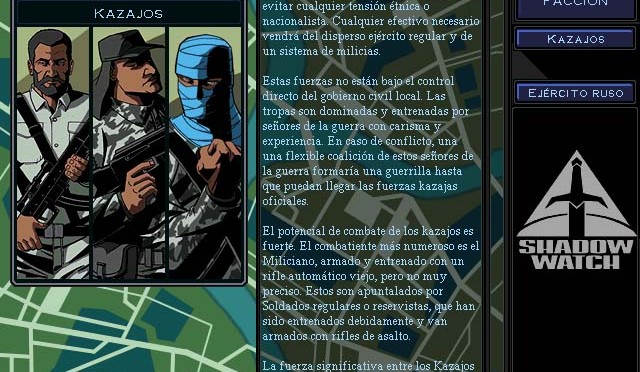 KAZAJOS
evitar cualquier tensión étnica o
nacionalista. Cualquier efectivo necesario
vendrá del disperso ejército regular y de
un sistema de milicias.
Estas fuerzas no están bajo el control
directo del gobierno civil local. Las
tropas son dominadas y entrenadas por
señores de la guerra con carisma y
experiencia. En caso de conflicto, una
una flexible coalición de estos señores de
la guerra formaría una guerrilla hasta
que puedan llegar las fuerzas kazajas
oficiales.
El potencial de combate de los kazajos es
fuerte. El combatiente más numeroso es el
Miliciano, armado y entrenado con un
rifle automático viejo, pero no muy
preciso. Estos son apuntalados por
Soldados regulares o reservistas, que han
sido entrenados debidamente y van
armados con rifles de asalto.
La fuerza significativa entre los Kazajos
FACCIÓN
KAZAJOS
EJÉRCITO RUSO
SHADOW
WATCH